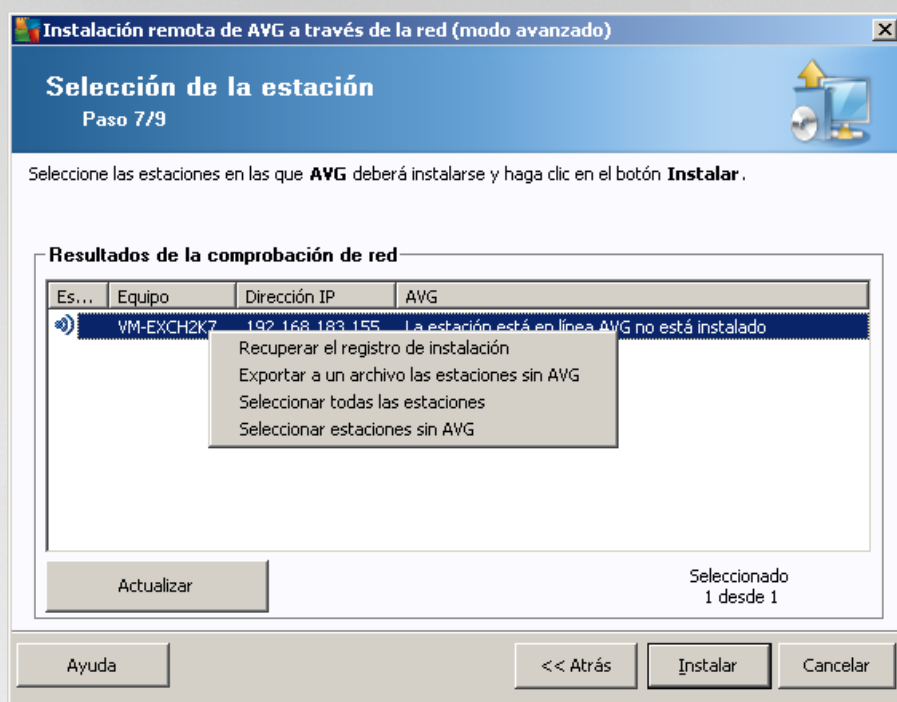 Instalación remota de AVG a través de la red (modo avanzado)
Selección de la estación
Paso 7/9
Seleccione las estaciones en las que AVG deberá instalarse y haga clic en el botón Instalar.
Resultados de la comprobación de red
Es... Equipo Dirección IP AVG
VM-EXCH2K7 192.168.183.155 La estación está en línea AVG no está instalado
Recuperar el registro de instalación
Exportar a un archivo las estaciones sin AVG
Seleccionar todas las estaciones
Seleccionar estaciones sin AVG
Actualizar
Seleccionado
1 desde 1
Ayuda << Atrás Instalar Cancelar